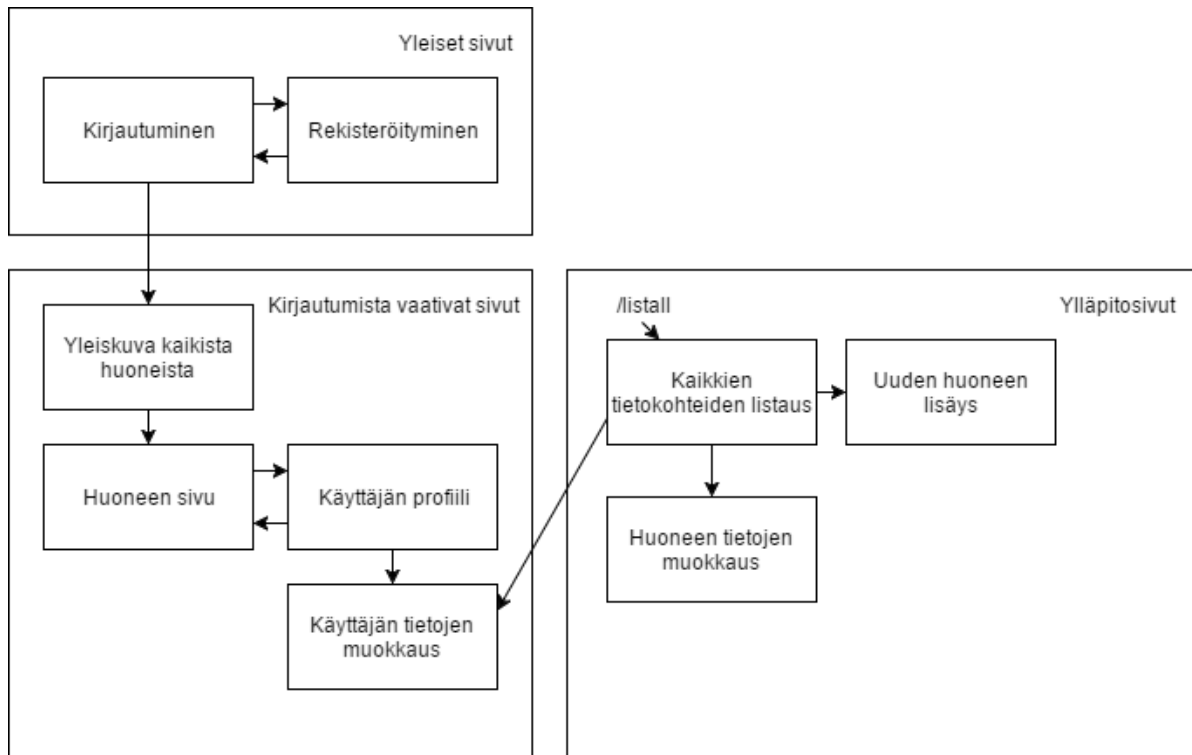 Yleiset sivut
Kirjautuminen
Rekisteröityminen
Kirjautumista vaativat sivut
Yleiskuva kaikista
huoneista
Huoneen sivu
Käyttäjän profiili
Käyttäjän tietojen
muokkaus
Ylläpitosivut
/listall
Kaikkien
tietokohteiden listaus
Uuden huoneen
lisäys
Huoneen tietojen
muokkaus